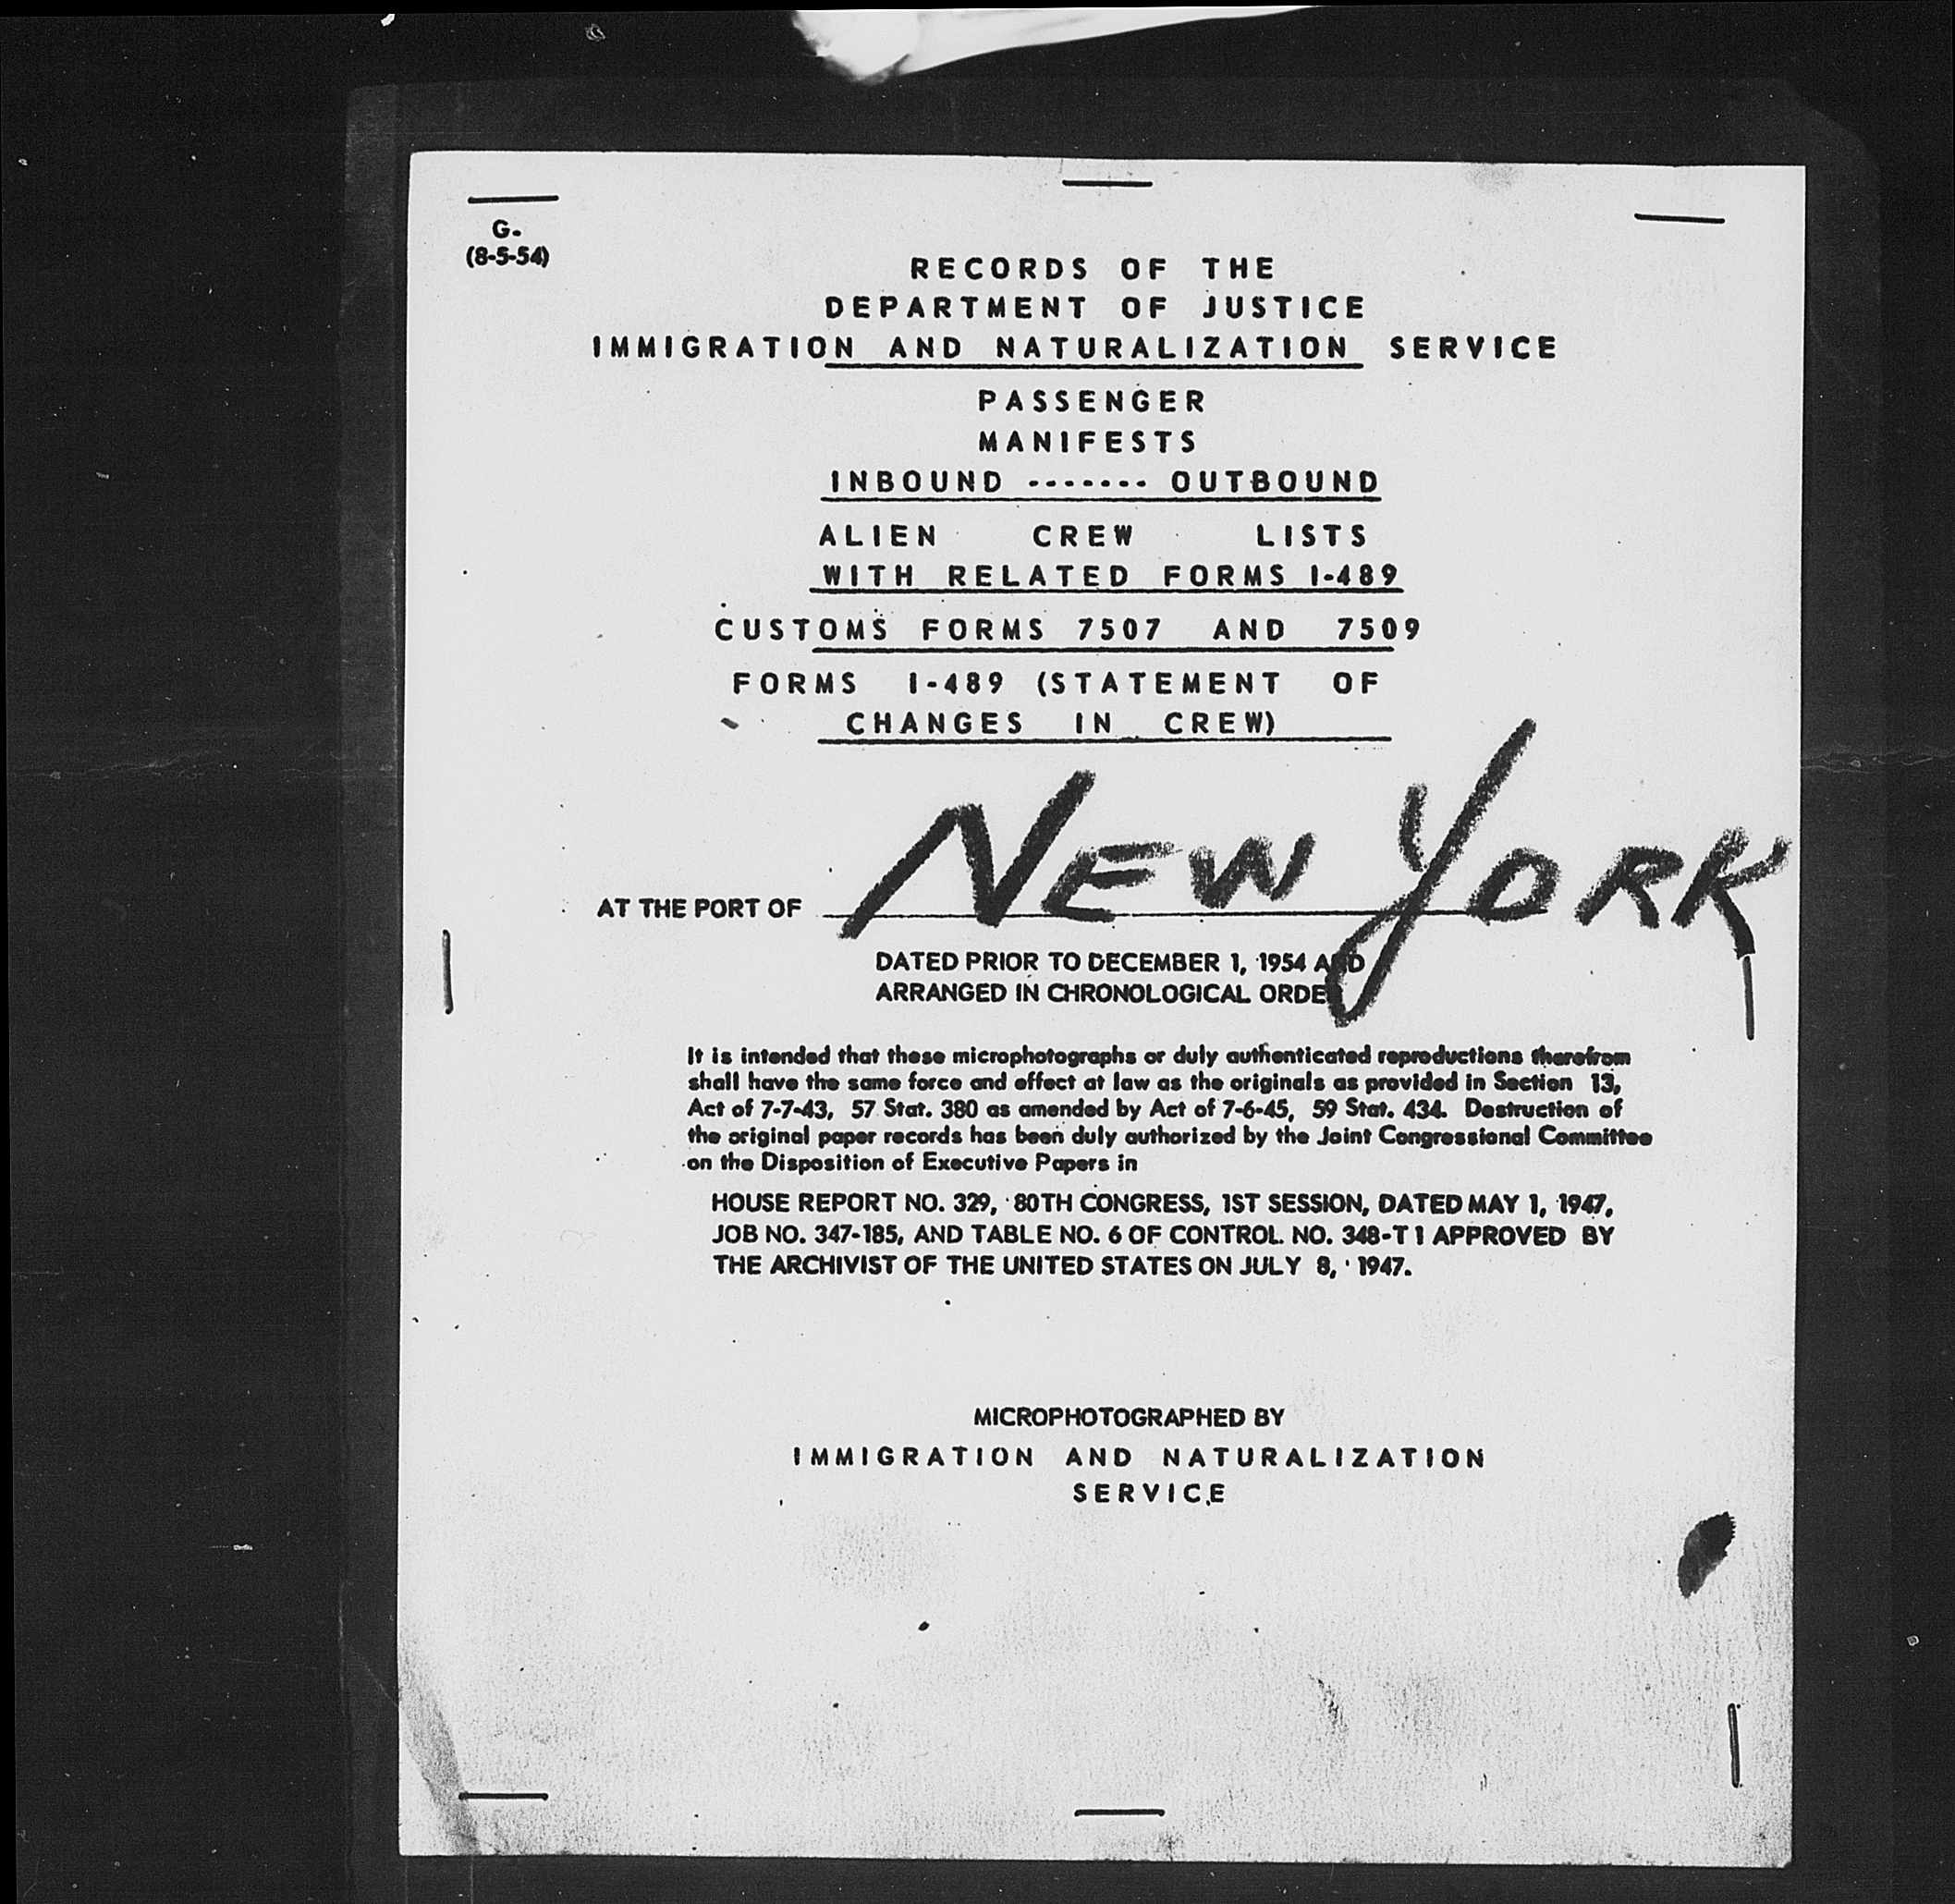 G.
(8-5-54)
RECORDS OF THE
DEPARTMENT OF JUSTICE
IMMIGRATION AND NATURALIZATION SERVICE
PASSENGER
MANIFESTS
INBOUND ------- OUTBOUND
ALIEN CREW LISTS
WITH RELATED FORMS I-489
CUSTOMS FORMS 7507 AND 7509
FORMS I-489 (STATEMENT OF
CHANGES IN CREW)
AT THE PORT OF NEW YORK
DATED PRIOR TO DECEMBER 1, 1954 AND
ARRANGED IN CHRONOLOGICAL ORDER
It is intended that these microphotographs or duly authenticated reproductions therefrom
shall have the same force and effect at law as the originals as provided in Section 13,
Act of 7-7-43, 57 Stat. 380 as amended by Act of 7-6-45, 59 Stat. 434. Destruction of
the original paper records has been duly authorized by the Joint Congressional Committee
on the Disposition of Executive Papers in
HOUSE REPORT NO. 329, 80TH CONGRESS, 1ST SESSION, DATED MAY 1, 1947,
JOB NO. 347-185, AND TABLE NO. 6 OF CONTROL NO. 348-T1 APPROVED BY
THE ARCHIVIST OF THE UNITED STATES ON JULY 8, 1947.
MICROPHOTOGRAPHED BY
IMMIGRATION AND NATURALIZATION
SERVICE